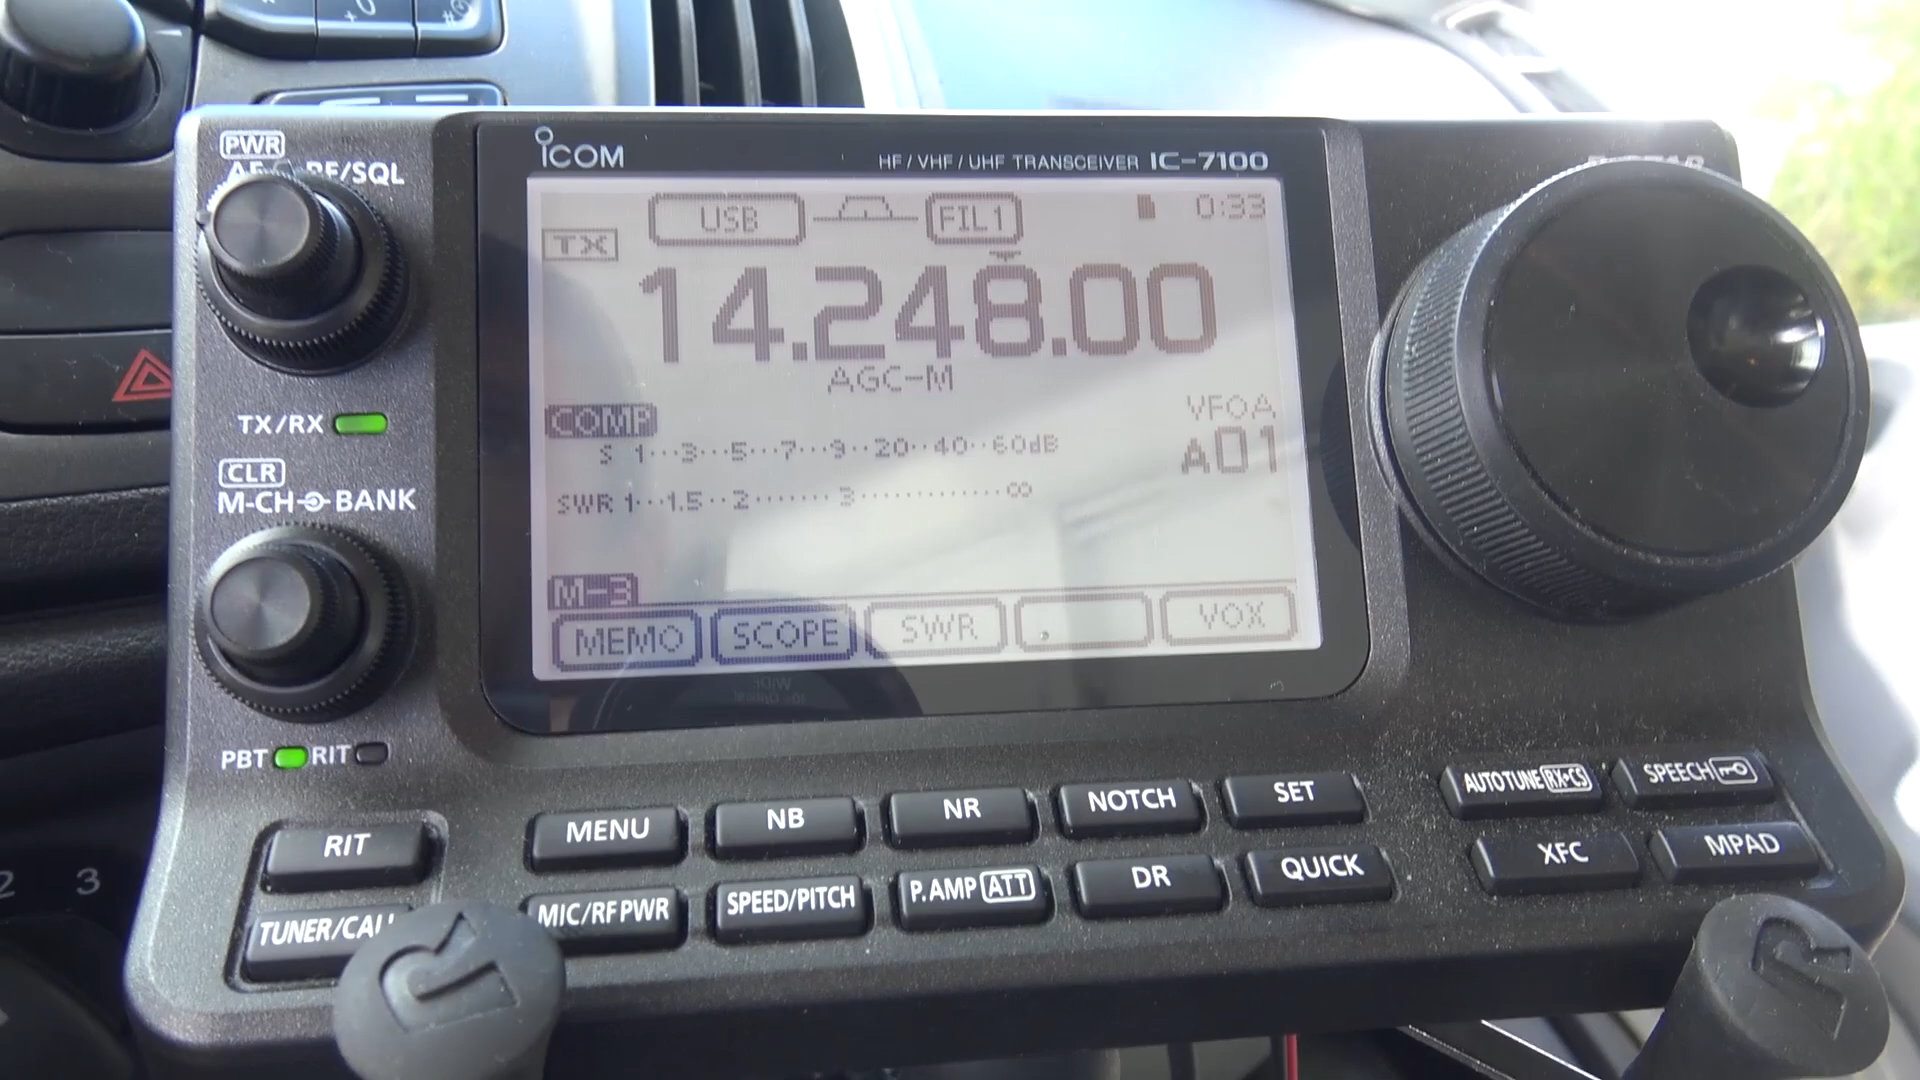 PWR
RF/SQL
ICOM
HF / VHF / UHF TRANSCEIVER IC-7100
USB
FIL1
0:33
TX
14.248.00
AGC-M
TX/RX
COMP
VFOA
S 1···3···5···7···9··20··40··60dB
A01
CLR
M-CH BANK
SWR 1···1.5··2·······3············∞
M-3
MEMO
SCOPE
SWR
VOX
PBT
RIT
RIT
MENU
NB
NR
NOTCH
SET
AUTOTUNE RX▸CS
SPEECH
TUNER/CALL
MIC/RF PWR
SPEED/PITCH
P.AMP ATT
DR
QUICK
XFC
MPAD
2 3